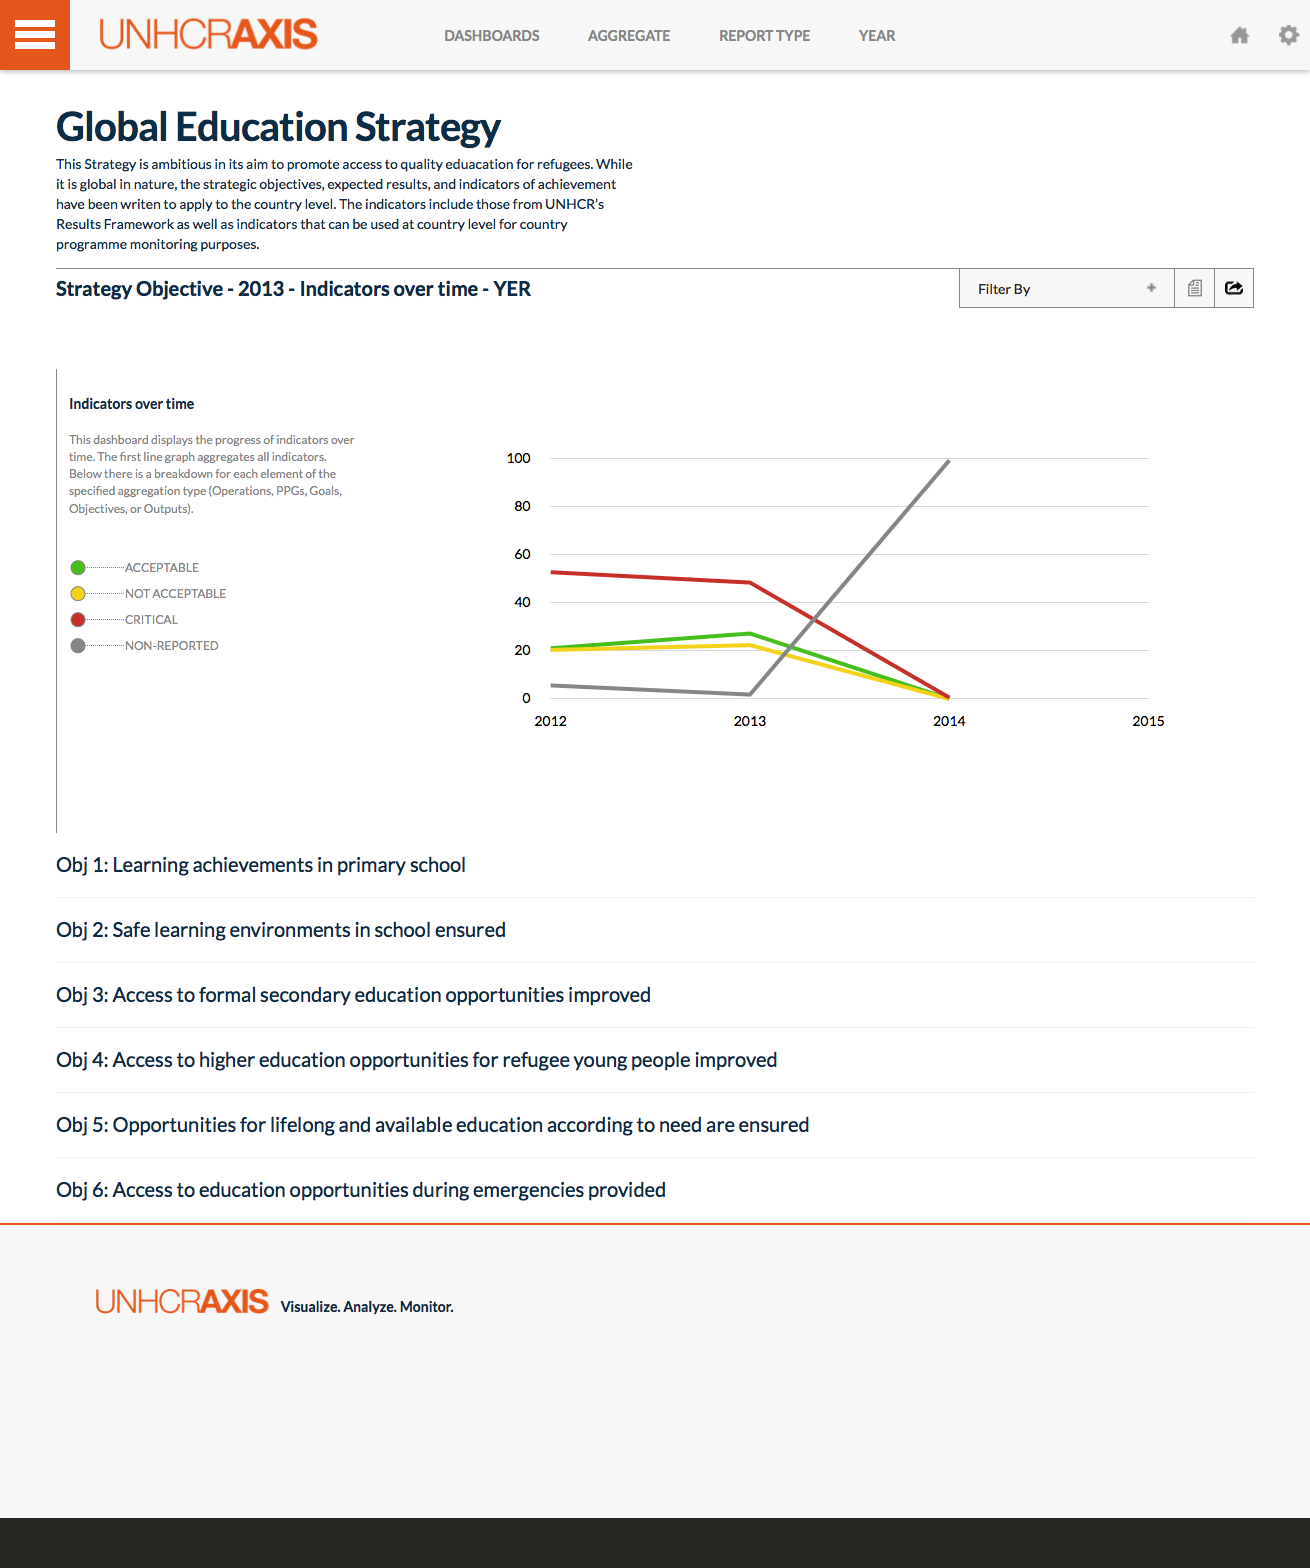 UNHCRAXIS
DASHBOARDS
AGGREGATE
REPORT TYPE
YEAR
Global Education Strategy
This Strategy is ambitious in its aim to promote access to quality eduacation for refugees. While
it is global in nature, the strategic objectives, expected results, and indicators of achievement
have been writen to apply to the country level. The indicators include those from UNHCR's
Results Framework as well as indicators that can be used at country level for country
programme monitoring purposes.
Strategy Objective - 2013 - Indicators over time - YER
Filter By +
Indicators over time
This dashboard displays the progress of indicators over
time. The first line graph aggregates all indicators.
Below there is a breakdown for each element of the
specified aggregation type (Operations, PPGs, Goals,
Objectives, or Outputs).
ACCEPTABLE
NOT ACCEPTABLE
CRITICAL
NON-REPORTED
100
80
60
40
20
0
2012
2013
2014
2015
Obj 1: Learning achievements in primary school
Obj 2: Safe learning environments in school ensured
Obj 3: Access to formal secondary education opportunities improved
Obj 4: Access to higher education opportunities for refugee young people improved
Obj 5: Opportunities for lifelong and available education according to need are ensured
Obj 6: Access to education opportunities during emergencies provided
UNHCRAXIS Visualize. Analyze. Monitor.